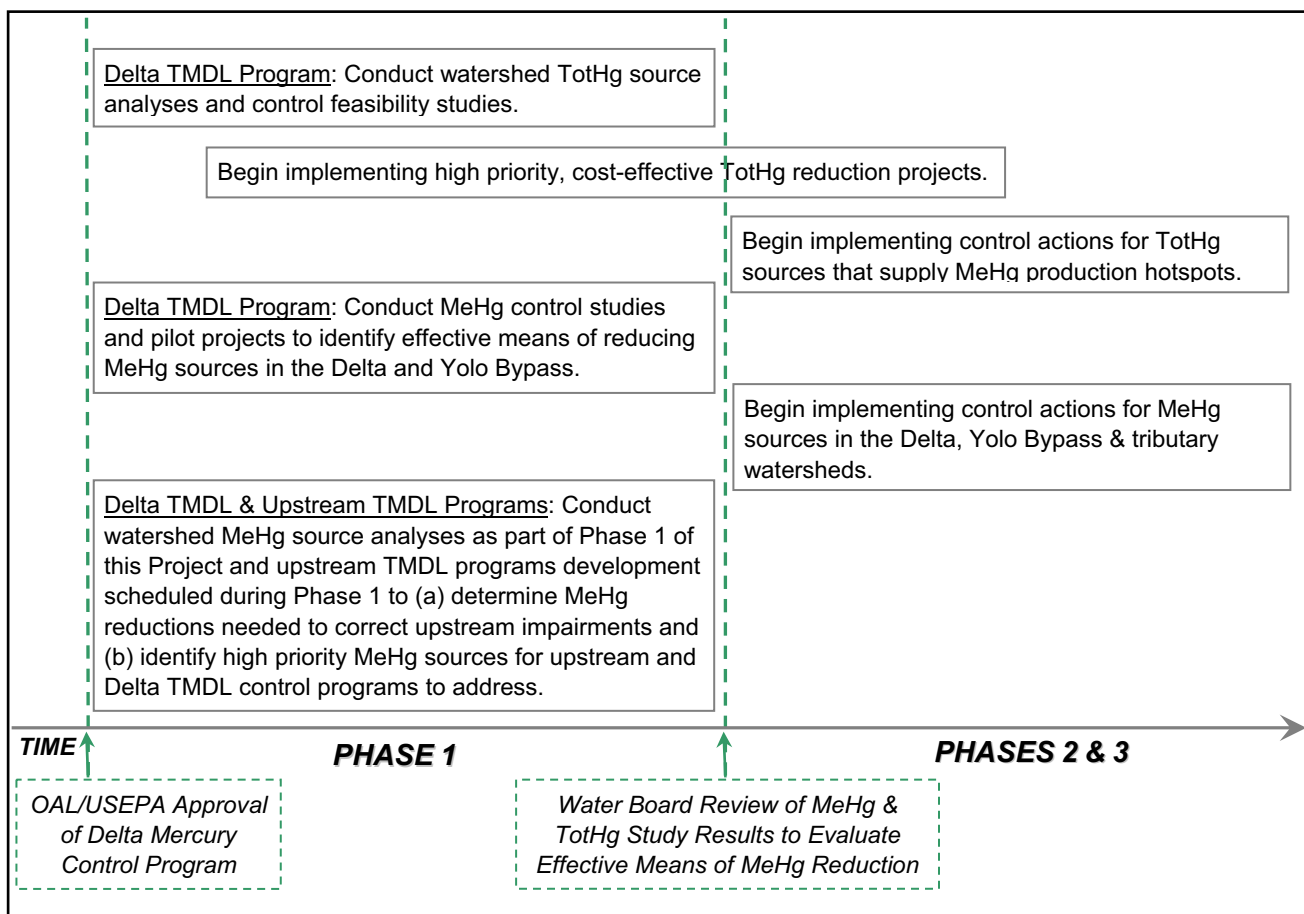 Delta TMDL Program: Conduct watershed TotHg source
analyses and control feasibility studies.
Begin implementing high priority, cost-effective TotHg reduction projects.
Begin implementing control actions for TotHg
sources that supply MeHg production hotspots.
Delta TMDL Program: Conduct MeHg control studies
and pilot projects to identify effective means of reducing
MeHg sources in the Delta and Yolo Bypass.
Begin implementing control actions for MeHg
sources in the Delta, Yolo Bypass & tributary
watersheds.
Delta TMDL & Upstream TMDL Programs: Conduct
watershed MeHg source analyses as part of Phase 1 of
this Project and upstream TMDL programs development
scheduled during Phase 1 to (a) determine MeHg
reductions needed to correct upstream impairments and
(b) identify high priority MeHg sources for upstream and
Delta TMDL control programs to address.
TIME
PHASE 1
PHASES 2 & 3
OAL/USEPA Approval
of Delta Mercury
Control Program
Water Board Review of MeHg &
TotHg Study Results to Evaluate
Effective Means of MeHg Reduction